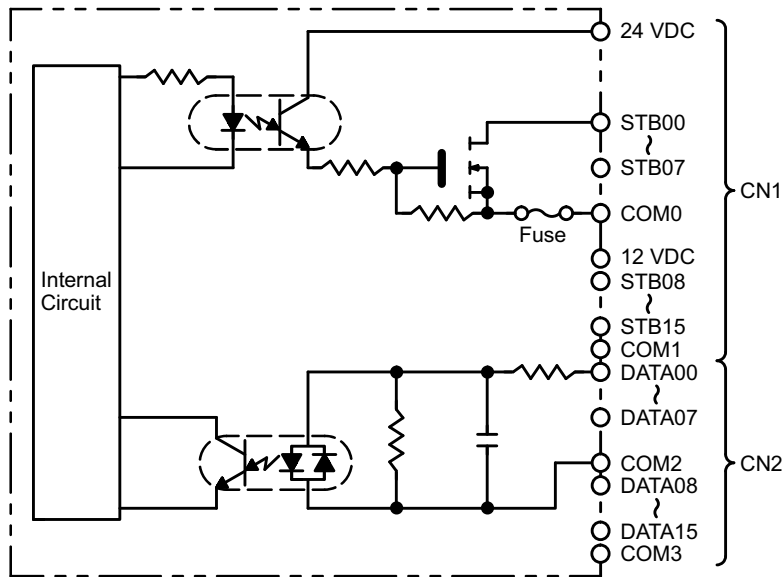 24 VDC
STB00
~
STB07
CN1
COM0
Fuse
12 VDC
STB08
~
STB15
COM1
Internal
Circuit
DATA00
~
DATA07
COM2
CN2
DATA08
~
DATA15
COM3